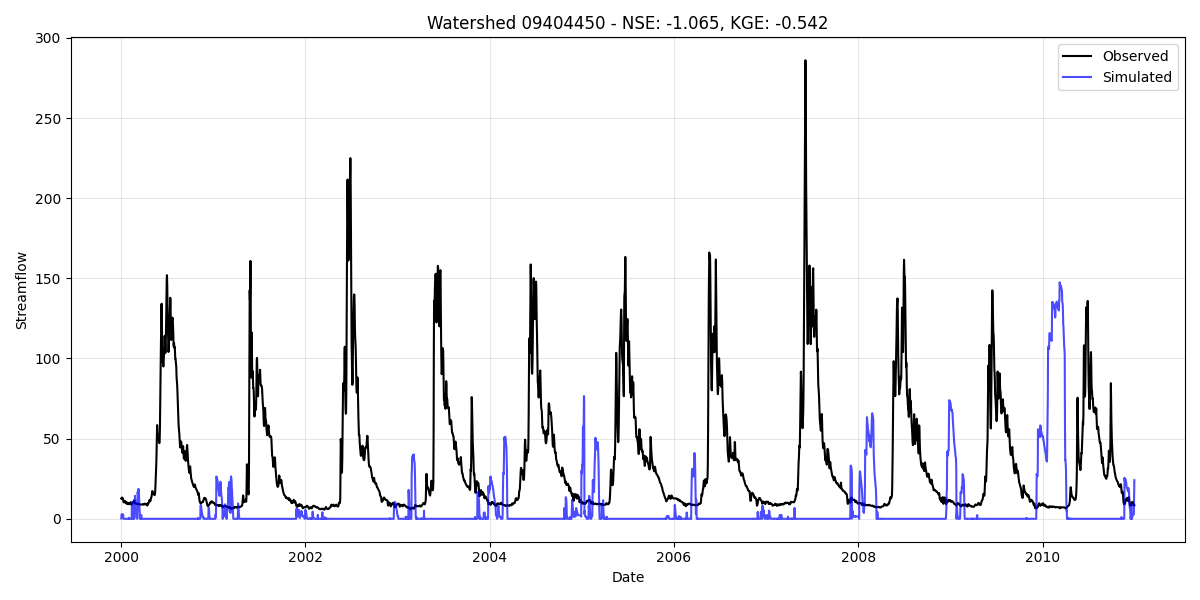 Watershed 09404450 - NSE: -1.065, KGE: -0.542
300
250
200
150
100
50
0
Streamflow
Observed
Simulated
2000 2002 2004 2006 2008 2010
Date